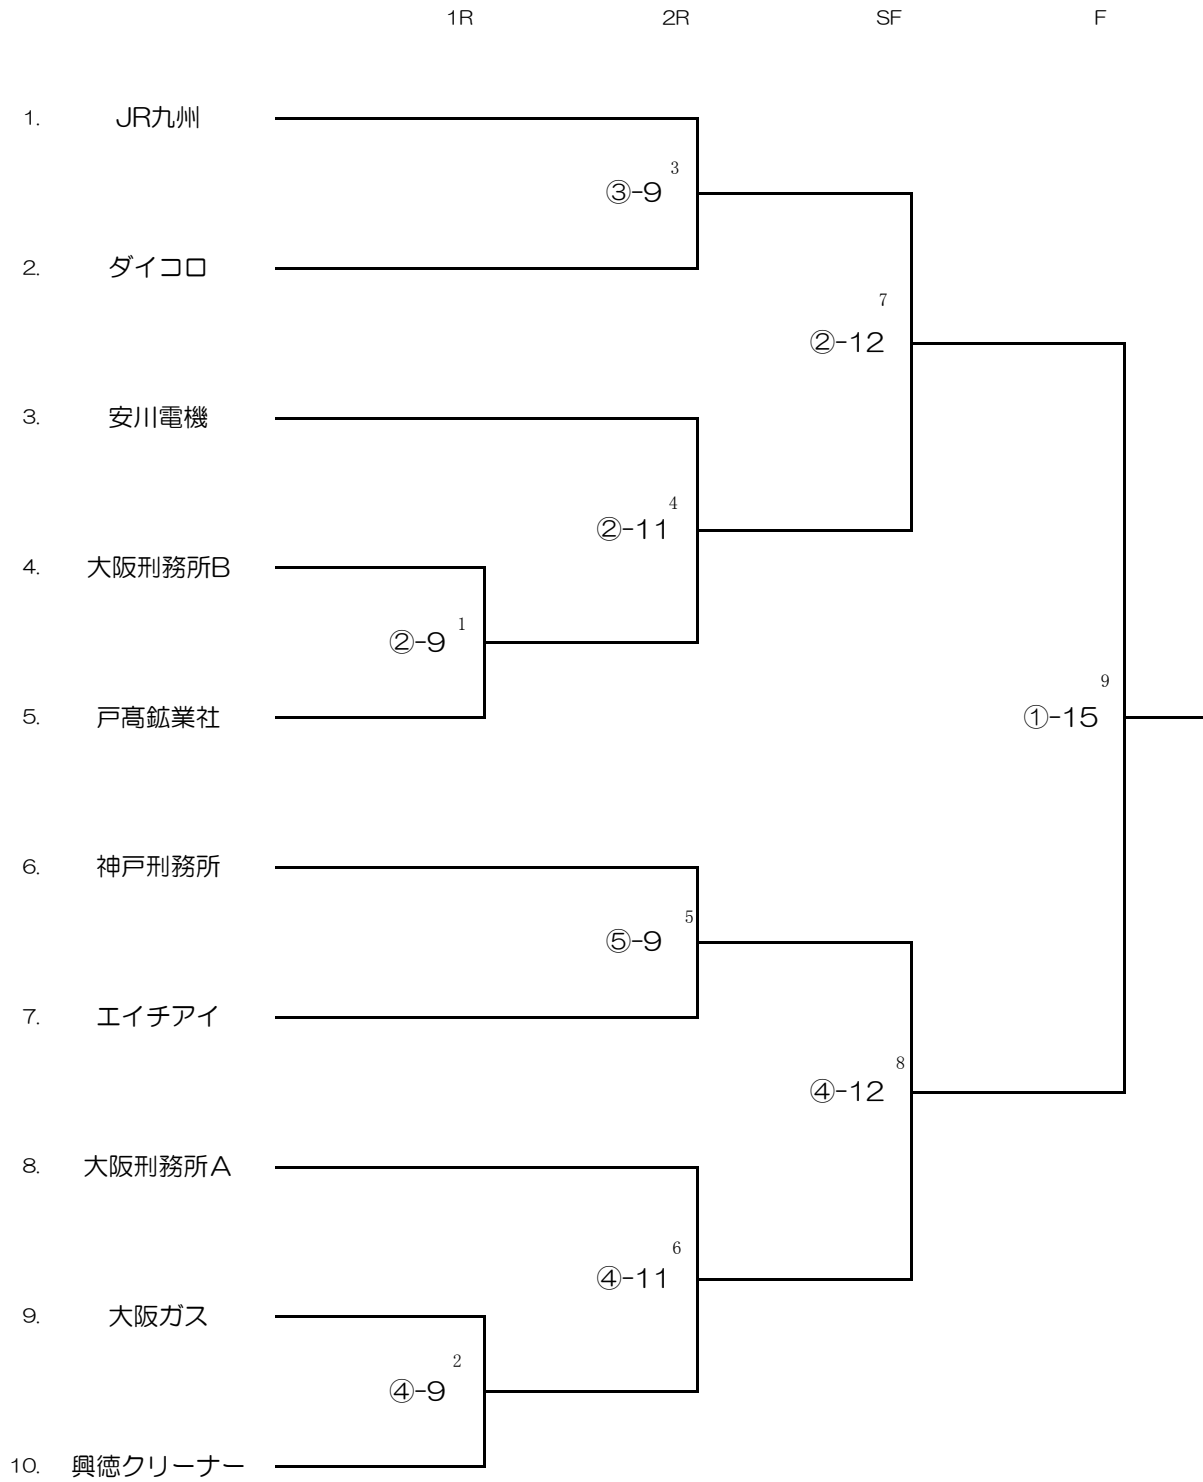 1R 2R SF F
1. JR九州
3
③-9
2. ダイコロ
7
②-12
3. 安川電機
4
②-11
4. 大阪刑務所B
1
②-9
9
5. 戸髙鉱業社
①-15
6. 神戸刑務所
5
⑤-9
7. エイチアイ
8
④-12
8. 大阪刑務所A
6
④-11
9. 大阪ガス
2
④-9
10. 興徳クリーナー